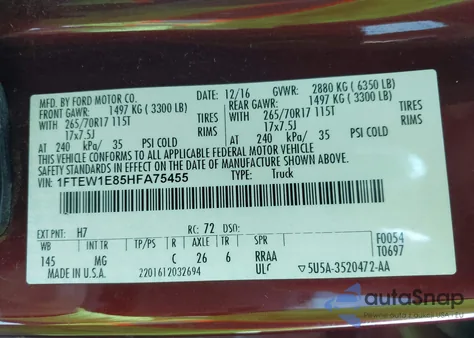 MFD. BY FORD MOTOR CO. 12/16 GVWR: 2880 KG (6350 LB)
FRONT GAWR: 1497 KG (3300 LB) REAR GAWR: 1497 KG (3300 LB)
WITH 265/70R17 115T TIRES WITH 265/70R17 115T TIRES
17x7.5J RIMS 17x7.5J RIMS
AT 240 kPa/ 35 PSI COLD AT 240 kPa/ 35 PSI COLD
THIS VEHICLE CONFORMS TO ALL APPLICABLE FEDERAL MOTOR VEHICLE
SAFETY STANDARDS IN EFFECT ON THE DATE OF MANUFACTURE SHOWN ABOVE.
VIN: 1FTEW1E85HFA75455 TYPE: Truck
EXT PNT: H7 RC: 72 DSO: F0054
WB TP/PS R AXLE TR SPR T0697
145 MG C 26 6 RRAA
MADE IN U.S.A. 2201612032694 ULC ▽5U5A-3520472-AA
autoSnap